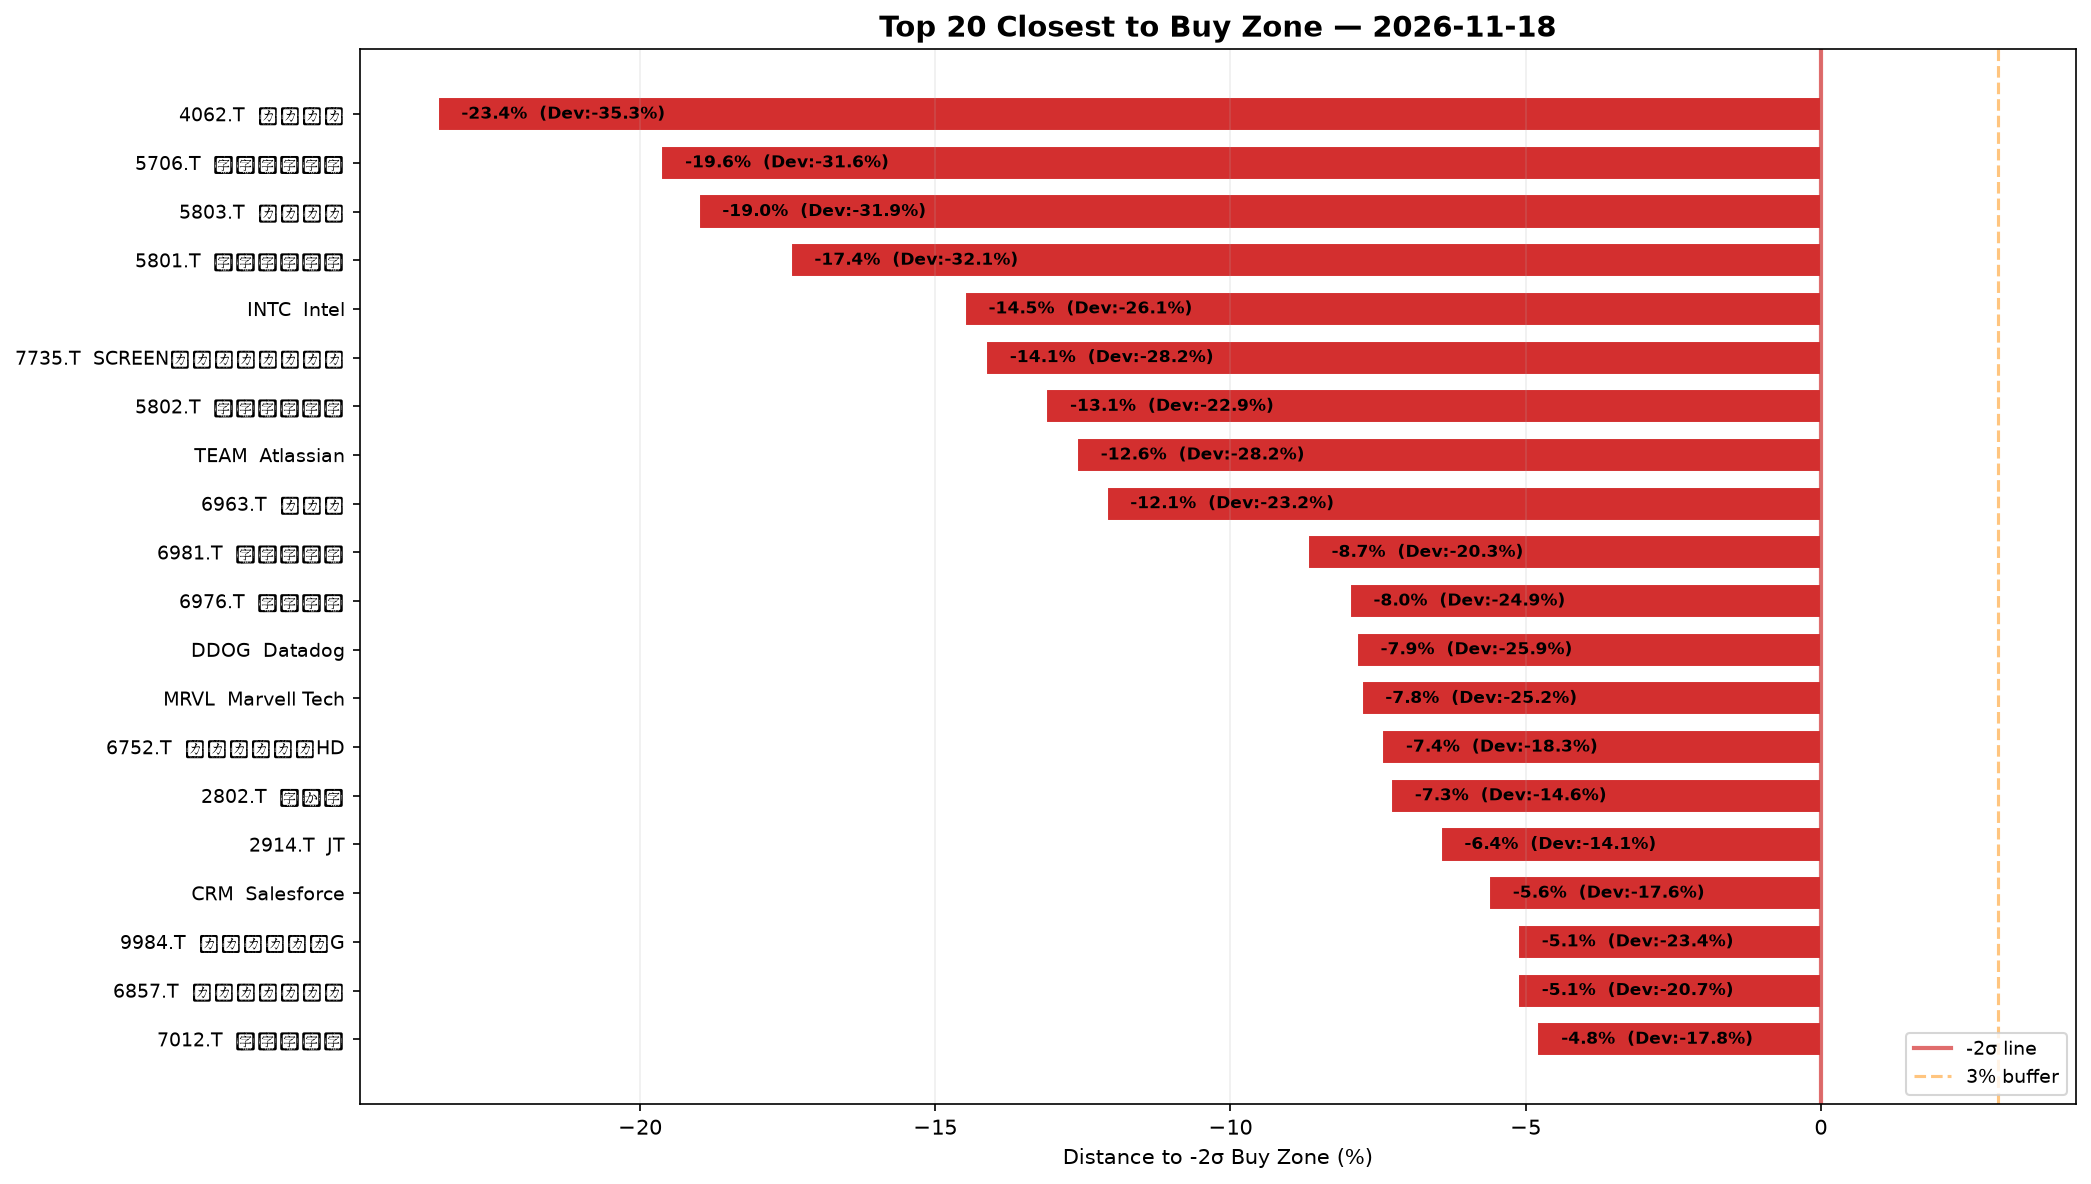 Top 20 Closest to Buy Zone — 2026-11-18
4062.T
-23.4% (Dev:-35.3%)
5706.T
-19.6% (Dev:-31.6%)
5803.T
-19.0% (Dev:-31.9%)
5801.T
-17.4% (Dev:-32.1%)
INTC Intel
-14.5% (Dev:-26.1%)
7735.T SCREEN
-14.1% (Dev:-28.2%)
5802.T
-13.1% (Dev:-22.9%)
TEAM Atlassian
-12.6% (Dev:-28.2%)
6963.T
-12.1% (Dev:-23.2%)
6981.T
-8.7% (Dev:-20.3%)
6976.T
-8.0% (Dev:-24.9%)
DDOG Datadog
-7.9% (Dev:-25.9%)
MRVL Marvell Tech
-7.8% (Dev:-25.2%)
6752.T HD
-7.4% (Dev:-18.3%)
2802.T
-7.3% (Dev:-14.6%)
2914.T JT
-6.4% (Dev:-14.1%)
CRM Salesforce
-5.6% (Dev:-17.6%)
9984.T G
-5.1% (Dev:-23.4%)
6857.T
-5.1% (Dev:-20.7%)
7012.T
-4.8% (Dev:-17.8%)
-2σ line
3% buffer
−20 −15 −10 −5 0
Distance to -2σ Buy Zone (%)